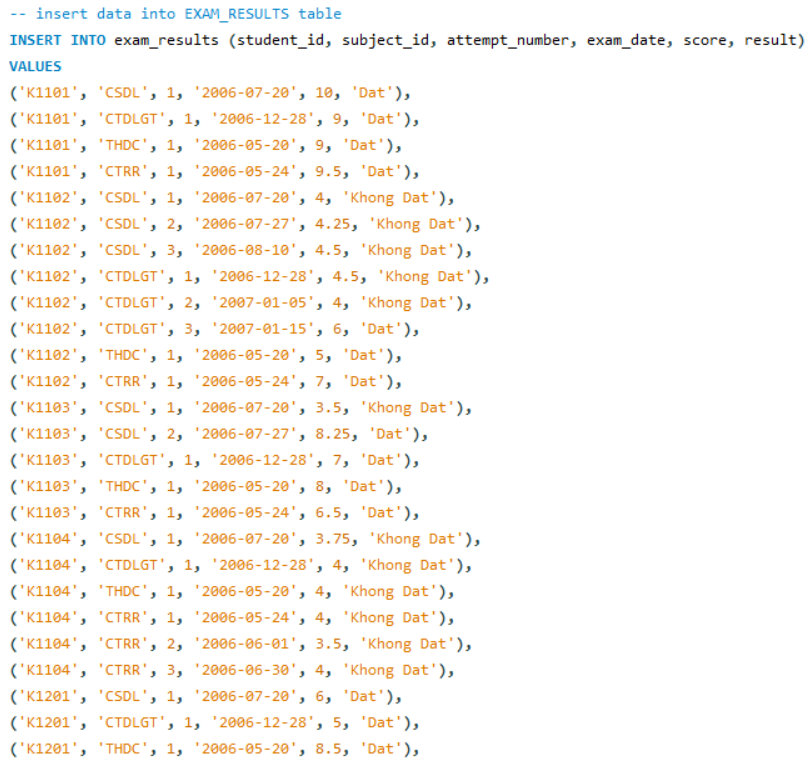 -- insert data into EXAM_RESULTS table
INSERT INTO exam_results (student_id, subject_id, attempt_number, exam_date, score, result)
VALUES
('K1101', 'CSDL', 1, '2006-07-20', 10, 'Dat'),
('K1101', 'CTDLGT', 1, '2006-12-28', 9, 'Dat'),
('K1101', 'THDC', 1, '2006-05-20', 9, 'Dat'),
('K1101', 'CTRR', 1, '2006-05-24', 9.5, 'Dat'),
('K1102', 'CSDL', 1, '2006-07-20', 4, 'Khong Dat'),
('K1102', 'CSDL', 2, '2006-07-27', 4.25, 'Khong Dat'),
('K1102', 'CSDL', 3, '2006-08-10', 4.5, 'Khong Dat'),
('K1102', 'CTDLGT', 1, '2006-12-28', 4.5, 'Khong Dat'),
('K1102', 'CTDLGT', 2, '2007-01-05', 4, 'Khong Dat'),
('K1102', 'CTDLGT', 3, '2007-01-15', 6, 'Dat'),
('K1102', 'THDC', 1, '2006-05-20', 5, 'Dat'),
('K1102', 'CTRR', 1, '2006-05-24', 7, 'Dat'),
('K1103', 'CSDL', 1, '2006-07-20', 3.5, 'Khong Dat'),
('K1103', 'CSDL', 2, '2006-07-27', 8.25, 'Dat'),
('K1103', 'CTDLGT', 1, '2006-12-28', 7, 'Dat'),
('K1103', 'THDC', 1, '2006-05-20', 8, 'Dat'),
('K1103', 'CTRR', 1, '2006-05-24', 6.5, 'Dat'),
('K1104', 'CSDL', 1, '2006-07-20', 3.75, 'Khong Dat'),
('K1104', 'CTDLGT', 1, '2006-12-28', 4, 'Khong Dat'),
('K1104', 'THDC', 1, '2006-05-20', 4, 'Khong Dat'),
('K1104', 'CTRR', 1, '2006-05-24', 4, 'Khong Dat'),
('K1104', 'CTRR', 2, '2006-06-01', 3.5, 'Khong Dat'),
('K1104', 'CTRR', 3, '2006-06-30', 4, 'Khong Dat'),
('K1201', 'CSDL', 1, '2006-07-20', 6, 'Dat'),
('K1201', 'CTDLGT', 1, '2006-12-28', 5, 'Dat'),
('K1201', 'THDC', 1, '2006-05-20', 8.5, 'Dat'),